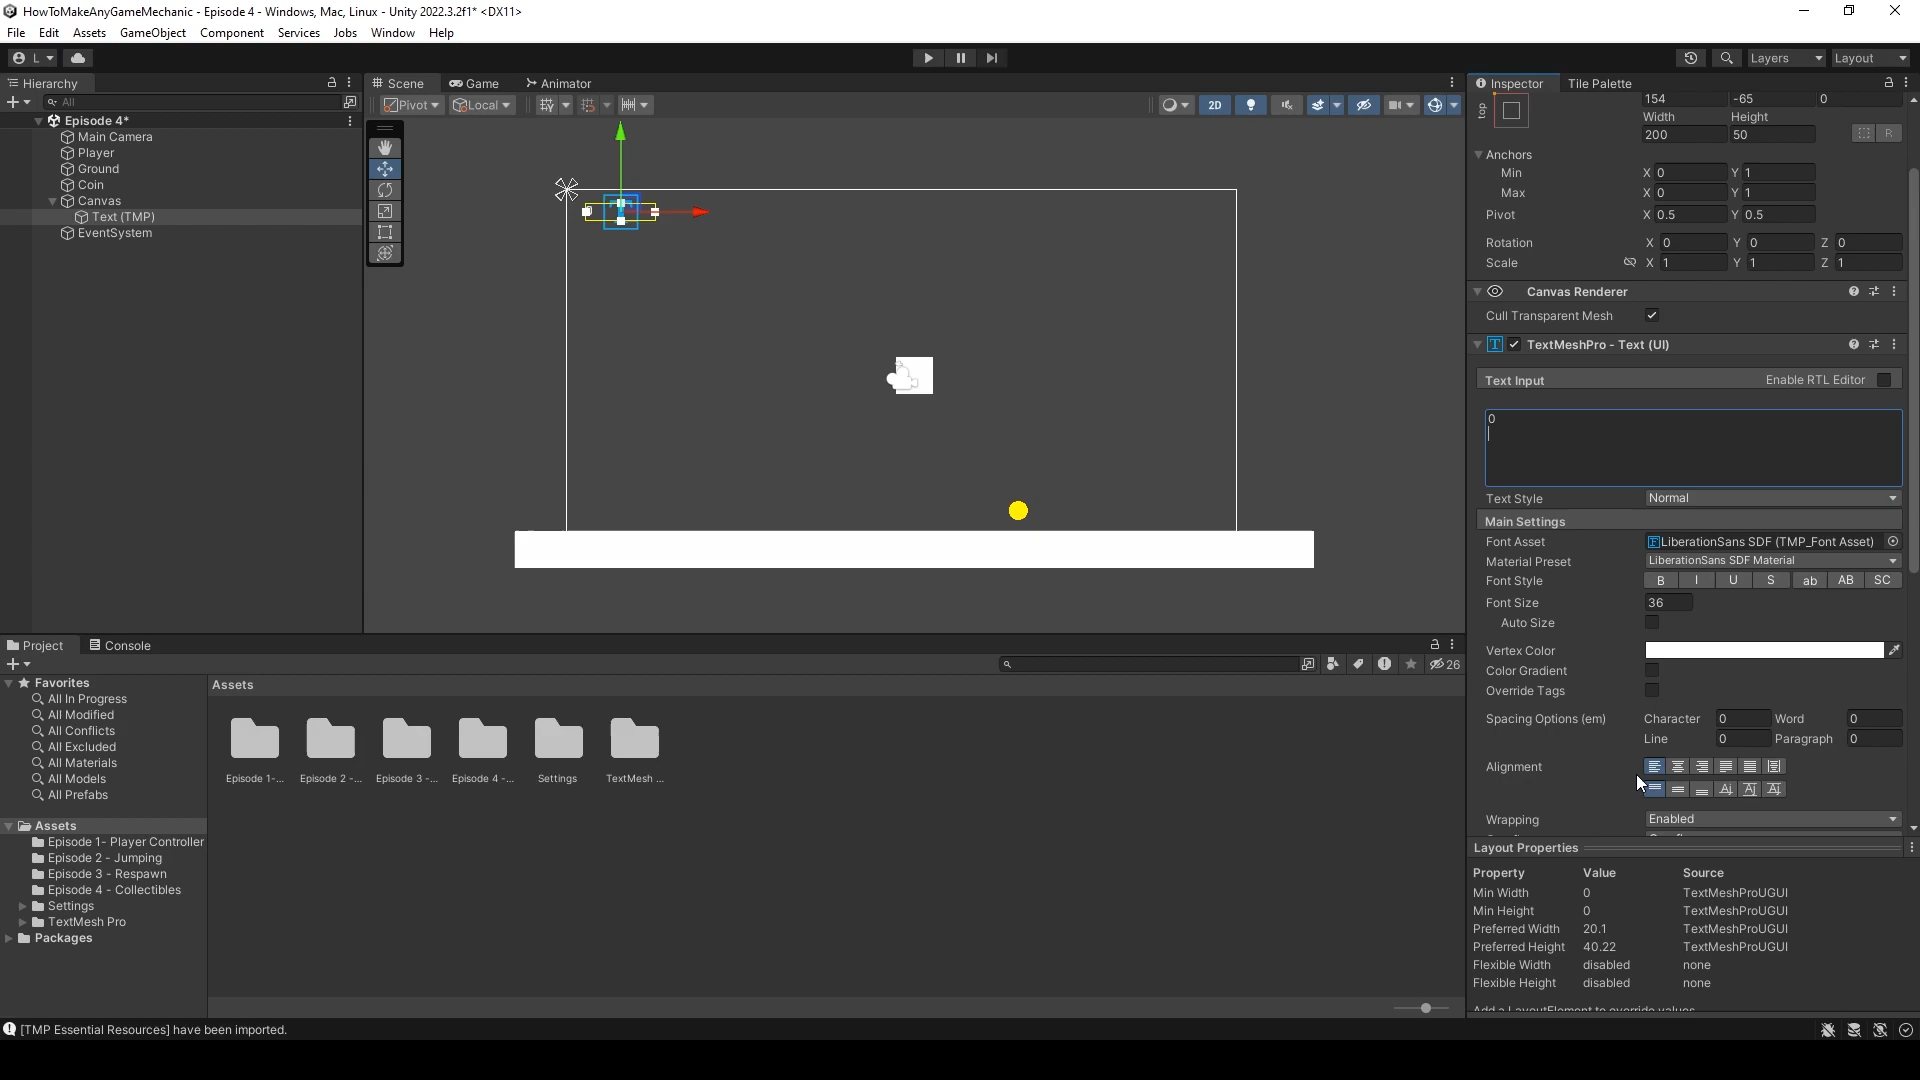 HowToMakeAnyGameMechanic - Episode 4 - Windows, Mac, Linux - Unity 2022.3.2f1* <DX11>
File Edit Assets GameObject Component Services Jobs Window Help
L Layers Layout
Hierarchy
All
Episode 4*
Main Camera
Player
Ground
Coin
Canvas
Text (TMP)
EventSystem
Scene Game Animator
Pivot Local 2D
Inspector Tile Palette
top
154 -65 0
Width Height
200 50 R
Anchors
Min X 0 Y 1
Max X 0 Y 1
Pivot X 0.5 Y 0.5
Rotation X 0 Y 0 Z 0
Scale X 1 Y 1 Z 1
Canvas Renderer
Cull Transparent Mesh
TextMeshPro - Text (UI)
Text Input Enable RTL Editor
0
Text Style Normal
Main Settings
Font Asset LiberationSans SDF (TMP_Font Asset)
Material Preset LiberationSans SDF Material
Font Style B I U S ab AB SC
Font Size 36
Auto Size
Vertex Color
Color Gradient
Override Tags
Spacing Options (em) Character 0 Word 0
Line 0 Paragraph 0
Alignment
Wrapping Enabled
Layout Properties
Property Value Source
Min Width 0 TextMeshProUGUI
Min Height 0 TextMeshProUGUI
Preferred Width 20.1 TextMeshProUGUI
Preferred Height 40.22 TextMeshProUGUI
Flexible Width disabled none
Flexible Height disabled none
Add a LayoutElement to override values
Project Console
26
Favorites
All In Progress
All Modified
All Conflicts
All Excluded
All Materials
All Models
All Prefabs
Assets
Episode 1- Player Controller
Episode 2 - Jumping
Episode 3 - Respawn
Episode 4 - Collectibles
Settings
TextMesh Pro
Packages
Assets
Episode 1-... Episode 2 -... Episode 3 -... Episode 4 -... Settings TextMesh ...
[TMP Essential Resources] have been imported.